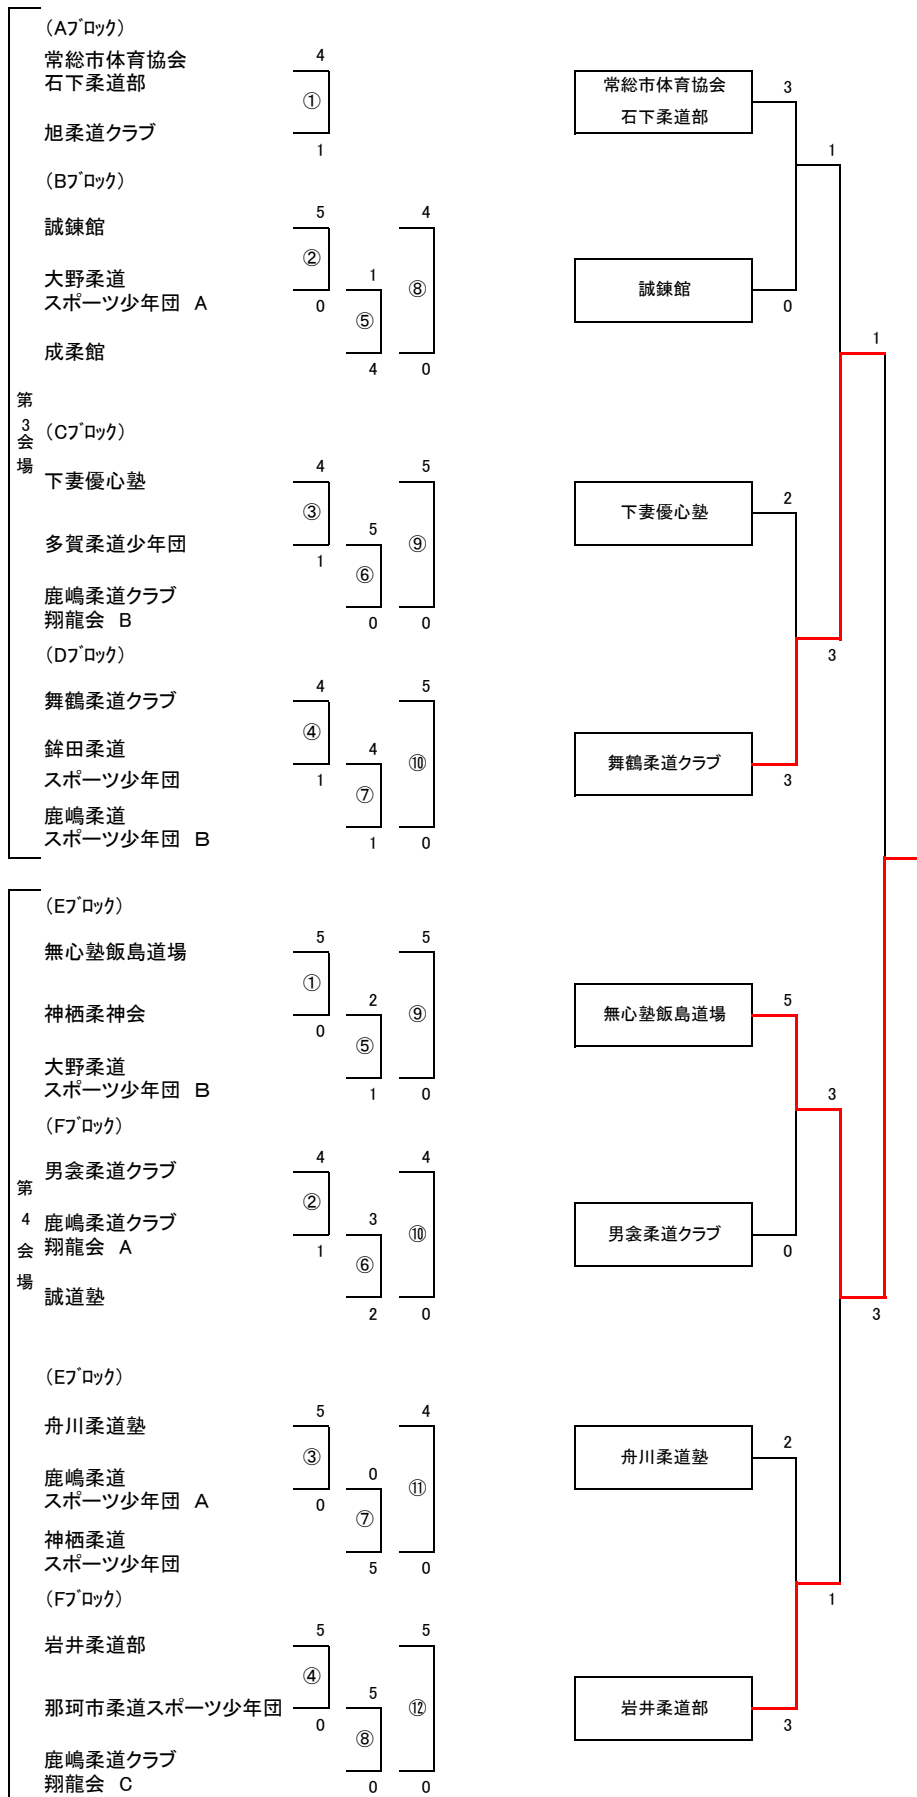 (Aﾌﾞﾛｯｸ)
常総市体育協会
石下柔道部
4
①
旭柔道クラブ
1
(Bﾌﾞﾛｯｸ)
誠錬館
5
4
②
大野柔道
スポーツ少年団 A
0
1
⑧
⑤
成柔館
4
0
第
3
会
場
(Cﾌﾞﾛｯｸ)
下妻優心塾
4
5
③
多賀柔道少年団
1
5
⑨
⑥
鹿嶋柔道クラブ
翔龍会 B
0
0
(Dﾌﾞﾛｯｸ)
舞鶴柔道クラブ
4
5
④
鉾田柔道
スポーツ少年団
1
4
⑩
⑦
鹿嶋柔道
スポーツ少年団 B
1
0
(Eﾌﾞﾛｯｸ)
無心塾飯島道場
5
5
①
神栖柔神会
0
2
⑨
⑤
大野柔道
スポーツ少年団 B
1
0
(Fﾌﾞﾛｯｸ)
男衾柔道クラブ
4
4
②
第
4
会
場
鹿嶋柔道クラブ
翔龍会 A
1
3
⑩
⑥
誠道塾
2
0
(Eﾌﾞﾛｯｸ)
舟川柔道塾
5
4
③
鹿嶋柔道
スポーツ少年団 A
0
0
⑪
⑦
神栖柔道
スポーツ少年団
5
0
(Fﾌﾞﾛｯｸ)
岩井柔道部
5
5
④
那珂市柔道スポーツ少年団
0
5
⑫
⑧
鹿嶋柔道クラブ
翔龍会 C
0
0
常総市体育協会
石下柔道部
3
1
誠錬館
0
1
下妻優心塾
2
3
舞鶴柔道クラブ
3
無心塾飯島道場
5
3
男衾柔道クラブ
0
3
舟川柔道塾
2
1
岩井柔道部
3